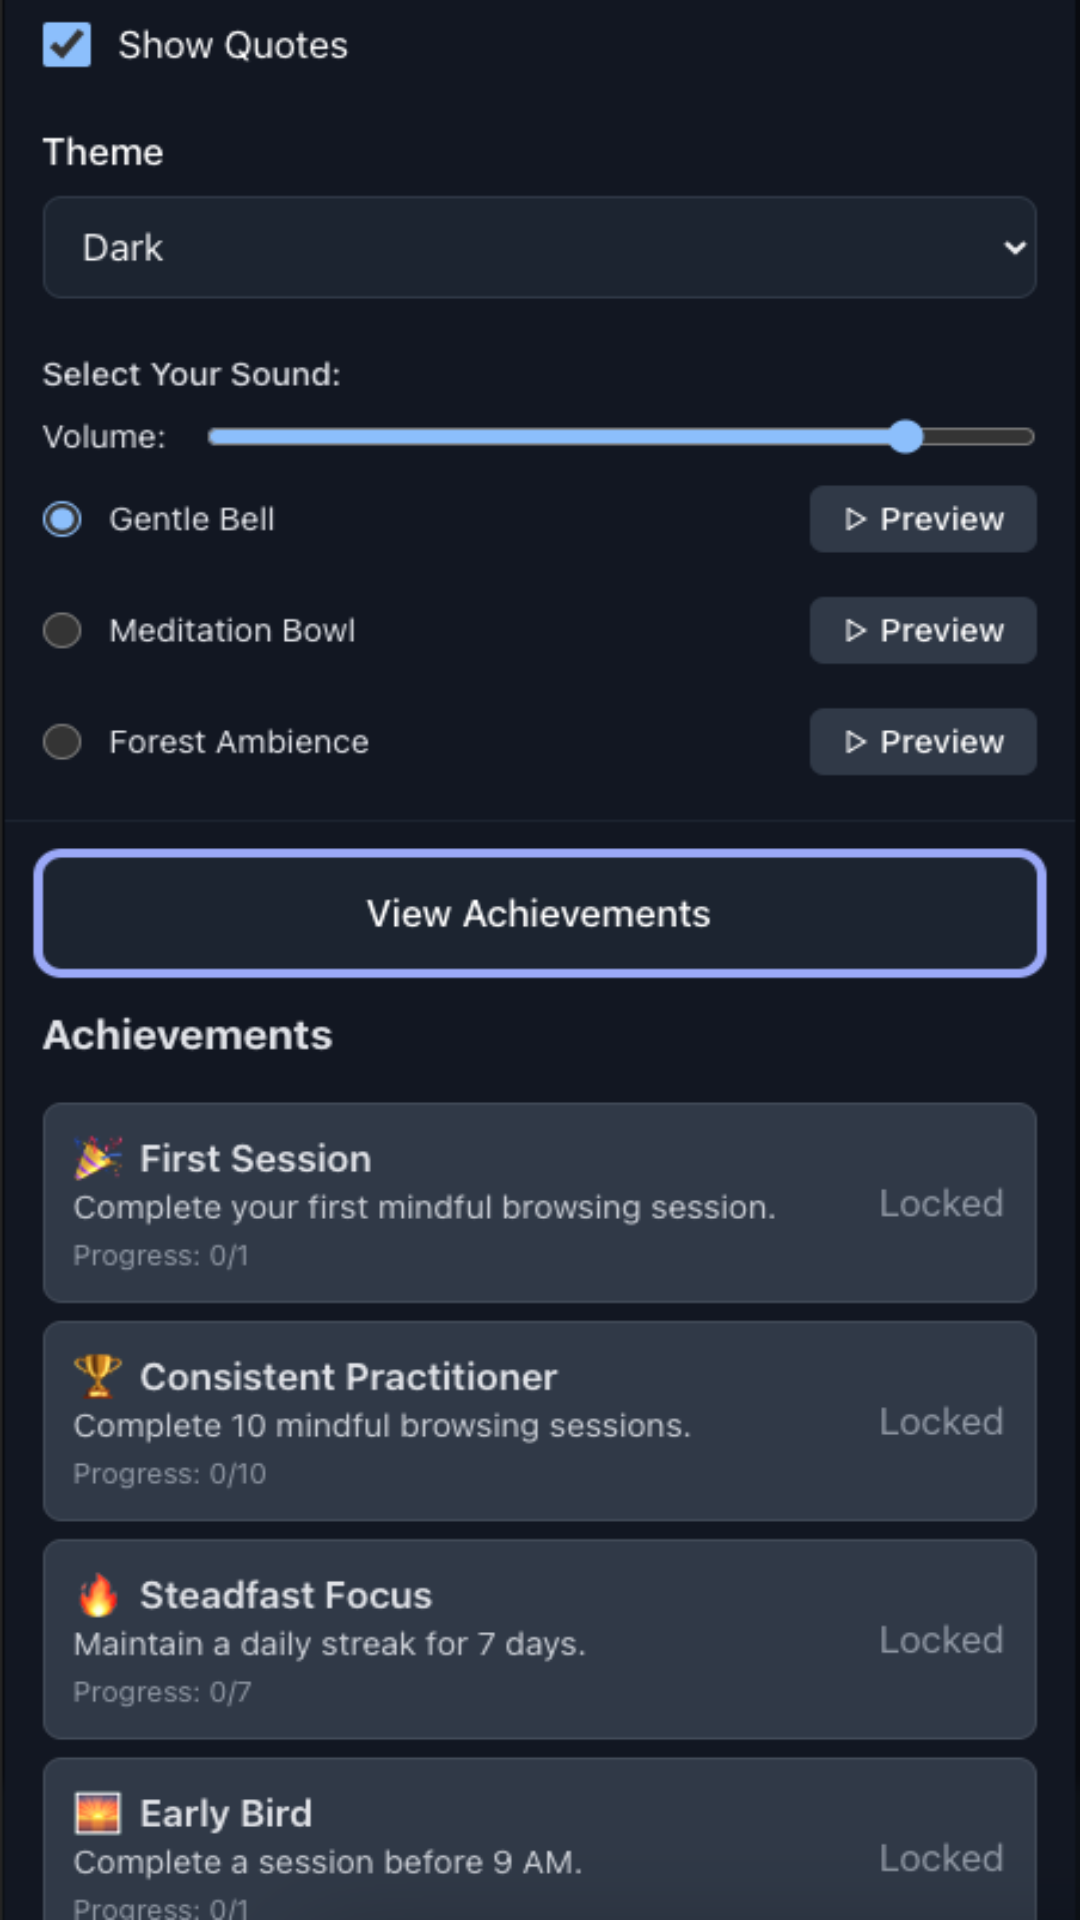 Show Quotes
Theme
Dark
Select Your Sound:
Volume:
Gentle Bell
Preview
Meditation Bowl
Preview
Forest Ambience
Preview
View Achievements
Achievements
First Session
Complete your first mindful browsing session.
Locked
Progress: 0/1
Consistent Practitioner
Complete 10 mindful browsing sessions.
Locked
Progress: 0/10
Steadfast Focus
Maintain a daily streak for 7 days.
Locked
Progress: 0/7
Early Bird
Complete a session before 9 AM.
Locked
Progress: 0/1